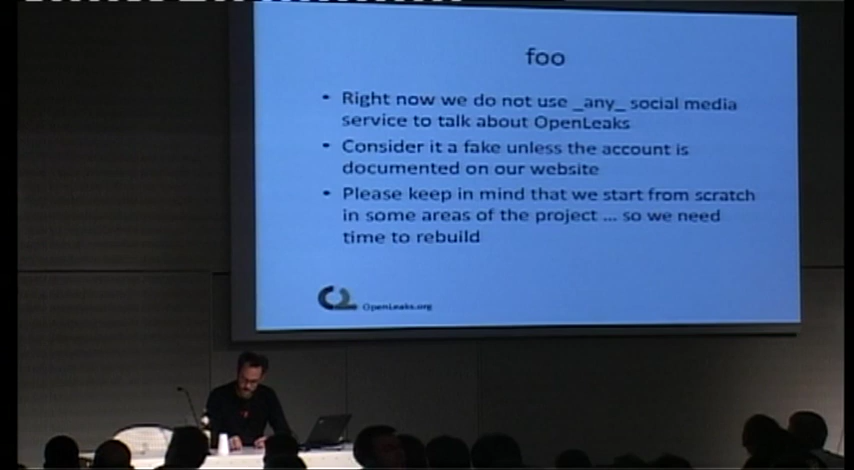 foo
• Right now we do not use _any_ social media
service to talk about OpenLeaks
• Consider it a fake unless the account is
documented on our website
• Please keep in mind that we start from scratch
in some areas of the project ... so we need
time to rebuild
OpenLeaks.org